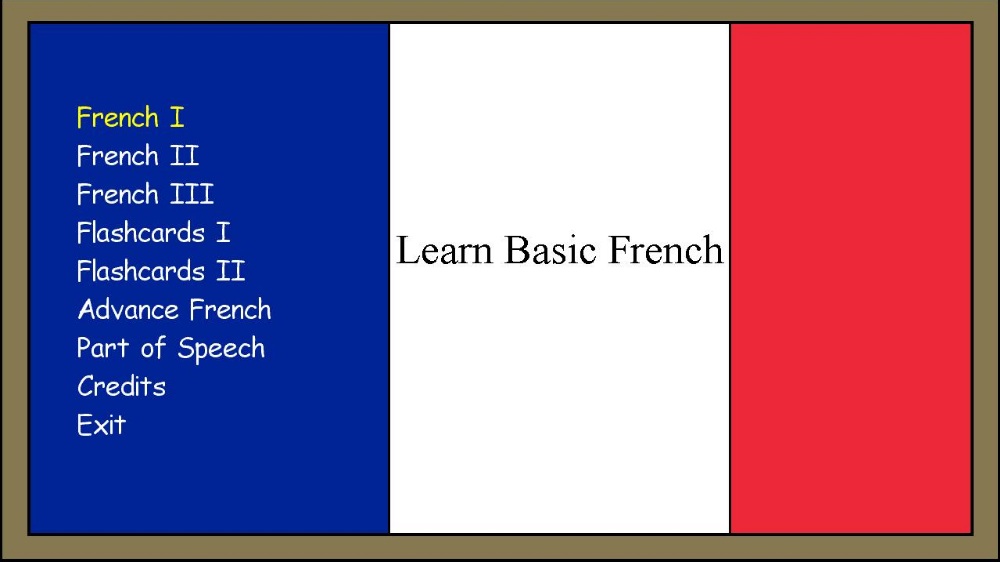 French I
French II
French III
Flashcards I
Flashcards II
Advance French
Part of Speech
Credits
Exit
Learn Basic French